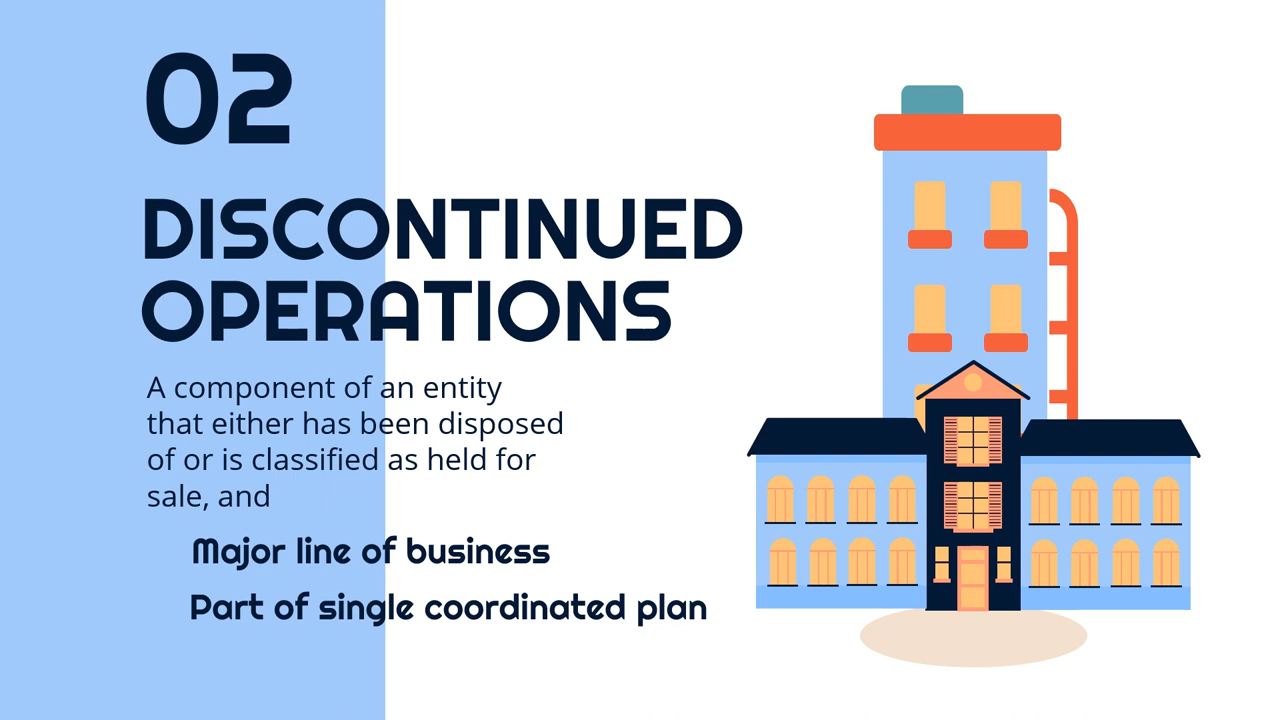 02
DISCONTINUED
OPERATIONS
A component of an entity
that either has been disposed
of or is classified as held for
sale, and
Major line of business
Part of single coordinated plan